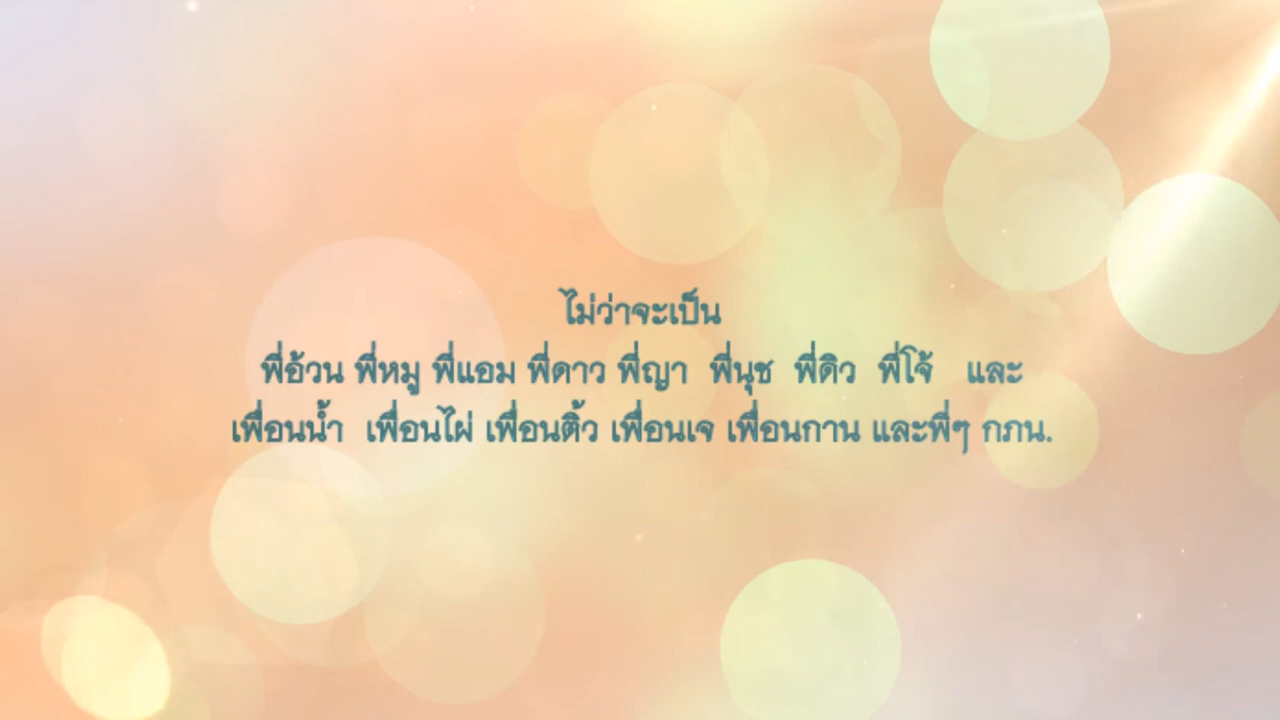 ไม่ว่าจะเป็น
พี่อ้วน พี่หมู พี่แอม พี่ดาว พี่ญา พี่นุช พี่ดิว พี่โจ้ และ
เพื่อนน้ำ เพื่อนไผ่ เพื่อนติ้ว เพื่อนเจ เพื่อนกาน และพี่ๆ กภน.